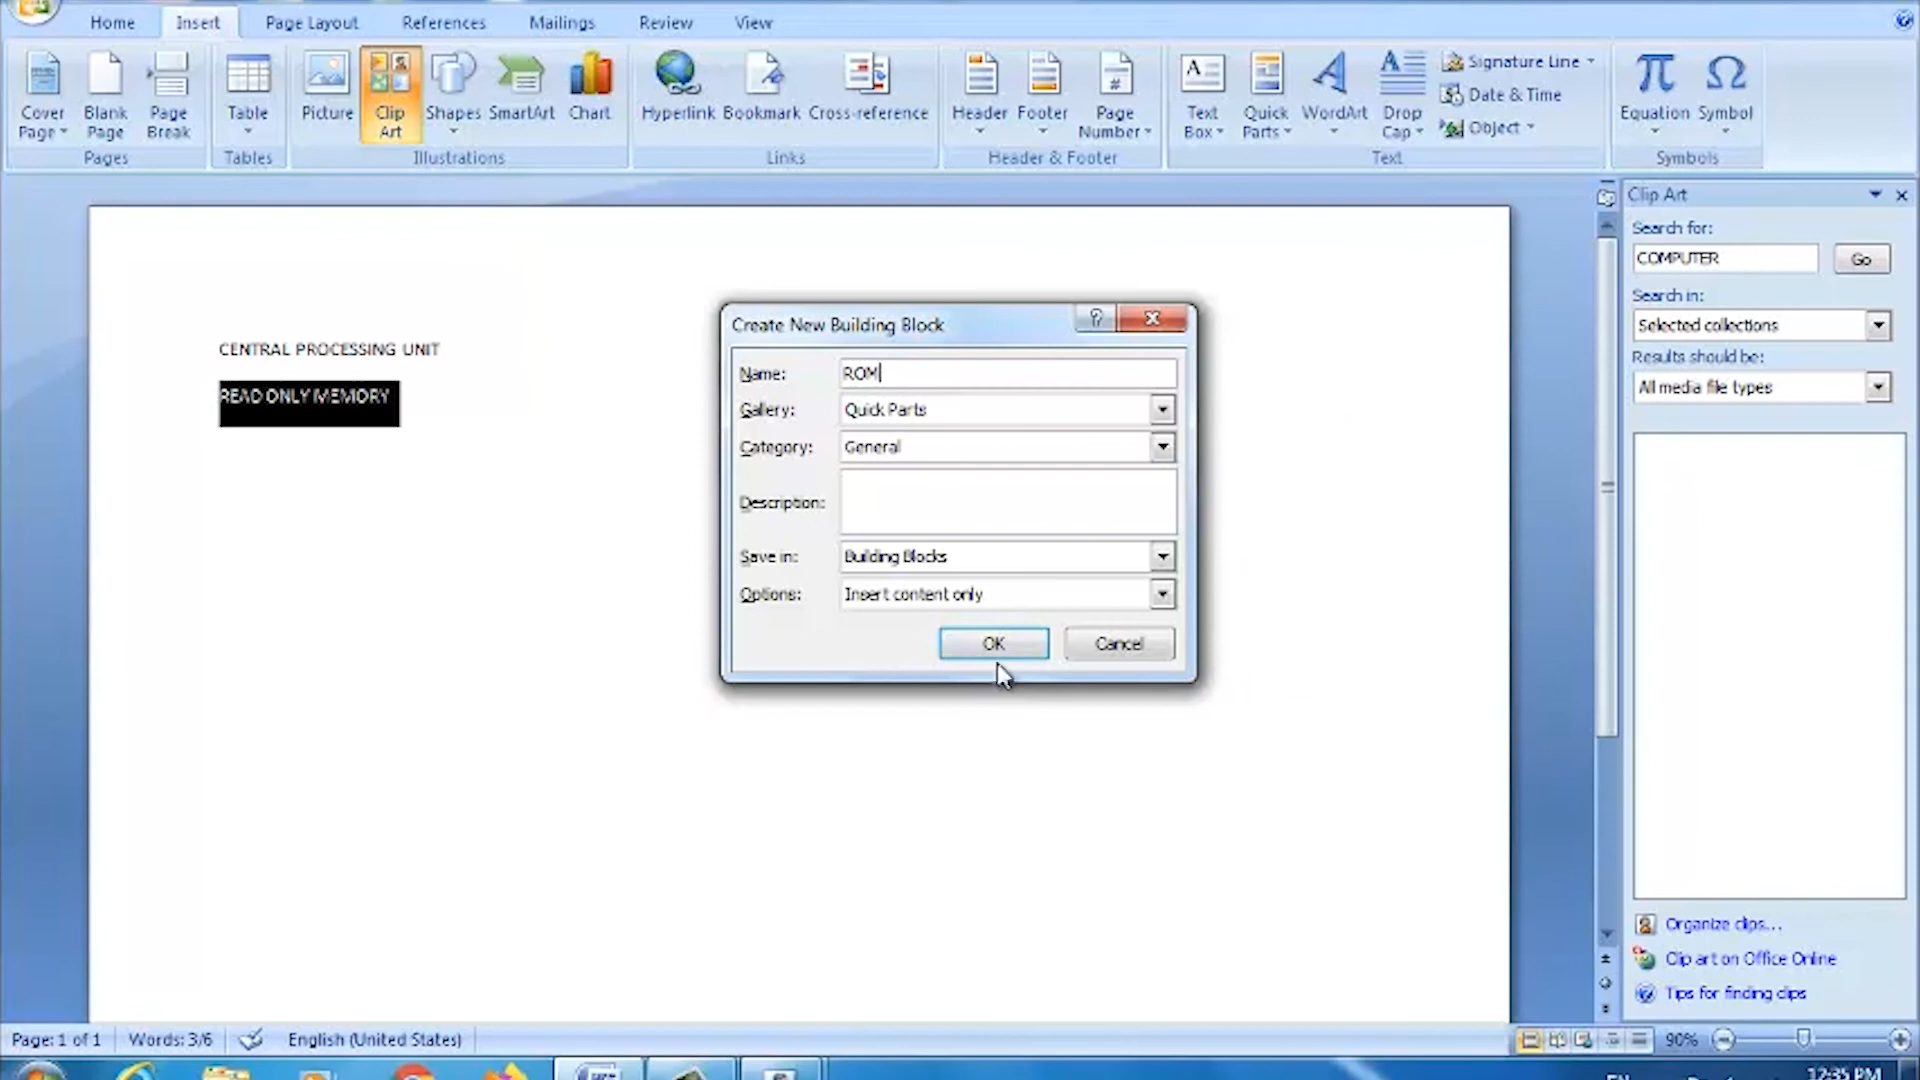 Home Insert Page Layout References Mailings Review View
Cover Page
Blank Page
Page Break
Table
Picture
Clip Art
Shapes
SmartArt
Chart
Hyperlink
Bookmark
Cross-reference
Header
Footer
Page Number
Text Box
Quick Parts
WordArt
Drop Cap
Signature Line
Date & Time
Object
Equation
Symbol
Pages Tables Illustrations Links Header & Footer Text Symbols
Clip Art
Search for:
COMPUTER Go
Search in:
Selected collections
Results should be:
All media file types
CENTRAL PROCESSING UNIT
READ ONLY MEMORY
Create New Building Block
Name: ROM
Gallery: Quick Parts
Category: General
Description:
Save in: Building Blocks
Options: Insert content only
OK Cancel
Organize clips...
Clip art on Office Online
Tips for finding clips
Page: 1 of 1 Words: 3/6 English (United States) 90%
12:35 PM